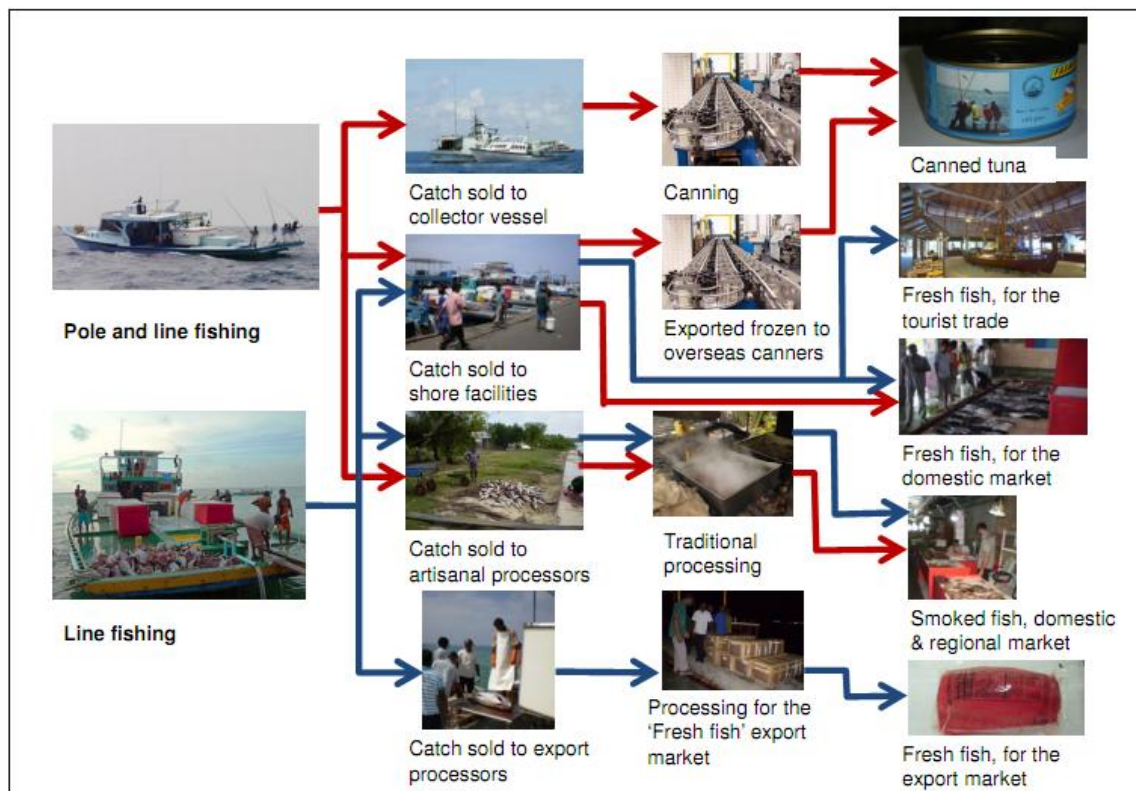 Pole and line fishing
Line fishing
Catch sold to
collector vessel
Catch sold to
shore facilities
Catch sold to
artisanal processors
Catch sold to export
processors
Canning
Exported frozen to
overseas canners
Traditional
processing
Processing for the
‘Fresh fish’ export
market
Canned tuna
Fresh fish, for the
tourist trade
Fresh fish, for the
domestic market
Smoked fish, domestic
& regional market
Fresh fish, for the
export market